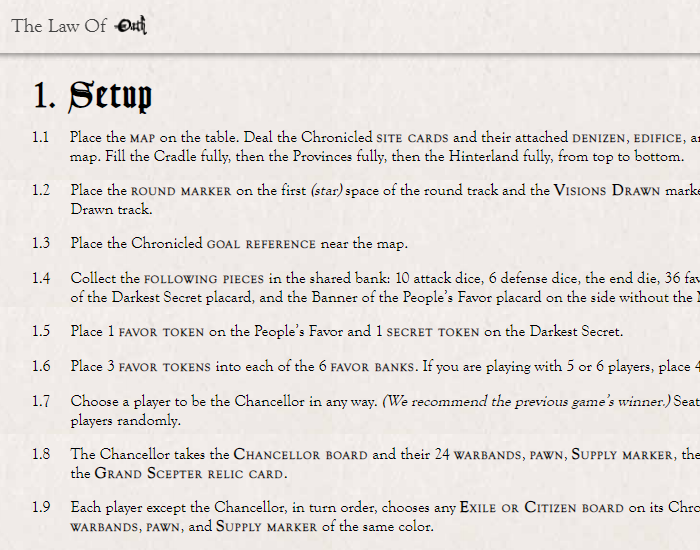 The Law Of Oath
1. Setup
1.1 Place the MAP on the table. Deal the Chronicled SITE CARDS and their attached DENIZEN, EDIFICE, a
map. Fill the Cradle fully, then the Provinces fully, then the Hinterland fully, from top to bottom.
1.2 Place the ROUND MARKER on the first (star) space of the round track and the VISIONS DRAWN marke
Drawn track.
1.3 Place the Chronicled GOAL REFERENCE near the map.
1.4 Collect the FOLLOWING PIECES in the shared bank: 10 attack dice, 6 defense dice, the end die, 36 fav
of the Darkest Secret placard, and the Banner of the People's Favor placard on the side without the
1.5 Place 1 FAVOR TOKEN on the People's Favor and 1 SECRET TOKEN on the Darkest Secret.
1.6 Place 3 FAVOR TOKENS into each of the 6 FAVOR BANKS. If you are playing with 5 or 6 players, place 4
1.7 Choose a player to be the Chancellor in any way. (We recommend the previous game's winner.) Seat
players randomly.
1.8 The Chancellor takes the CHANCELLOR BOARD and their 24 WARBANDS, PAWN, SUPPLY MARKER, the
the GRAND SCEPTER RELIC CARD.
1.9 Each player except the Chancellor, in turn order, chooses any EXILE OR CITIZEN BOARD on its Chro
WARBANDS, PAWN, and SUPPLY MARKER of the same color.